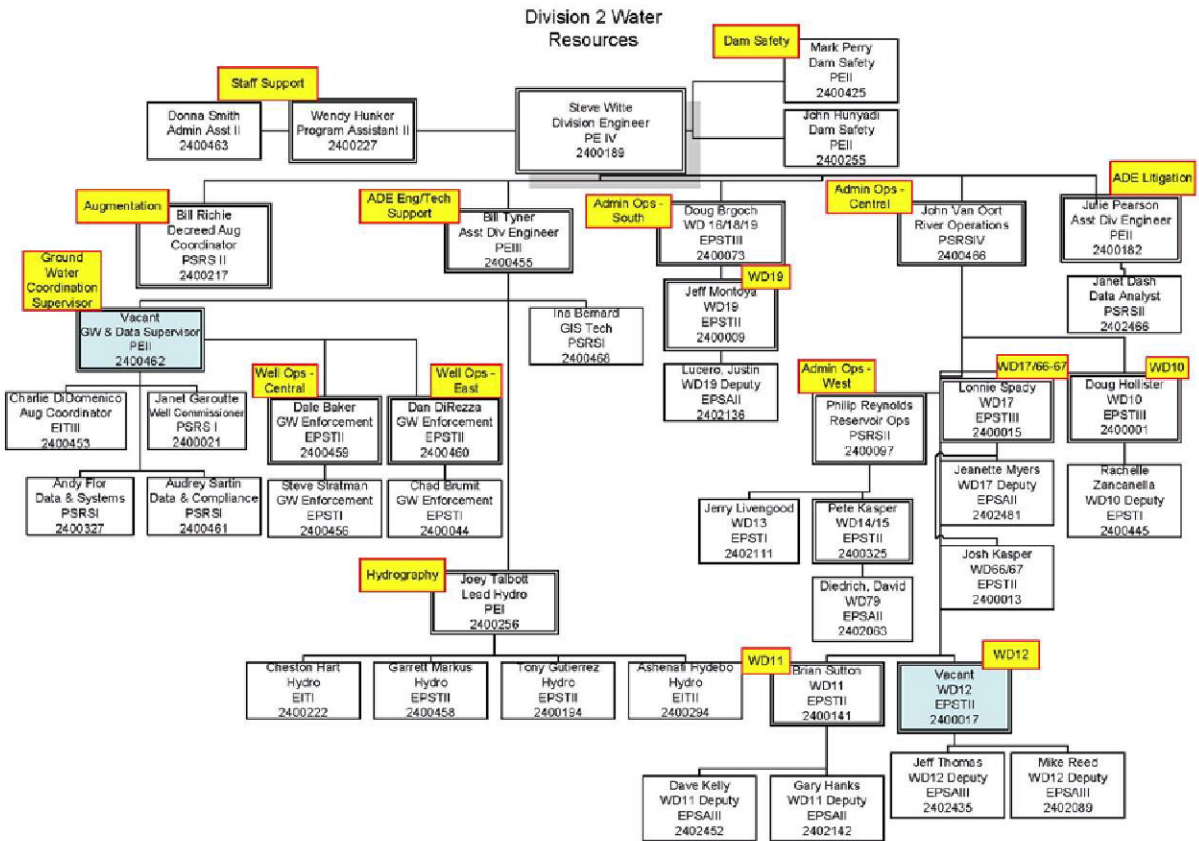 Division 2 Water
Resources
Dam Safety
Mark Perry
Dam Safety
PEII
2400425
Staff Support
Donna Smith
Admin Asst II
2400463
Wendy Hunker
Program Assistant II
2400227
Steve Witte
Division Engineer
PE IV
2400189
John Hunyadi
Dam Safety
PEII
2400255
Augmentation
Bill Richie
Decreed Aug
Coordinator
PSRS II
2400217
ADE Eng/Tech
Support
Bill Tyner
Asst Div Engineer
PEIII
2400455
Admin Ops -
South
Doug Brgoch
WD 16/18/19
EPSTIII
2400073
Admin Ops -
Central
John Van Oort
River Operations
PSRSIV
2400466
ADE Litigation
Julie Pearson
Asst Div Engineer
PEII
2400182
Ground
Water
Coordination
Supervisor
Vacant
GW & Data Supervisor
PEII
2400462
Ina Bernard
GIS Tech
PSRSI
2400468
WD19
Jeff Montoya
WD19
EPSTII
2400009
Janet Dash
Data Analyst
PSRSII
2402466
Charlie DiDomenico
Aug Coordinator
EITIII
2400453
Janet Geroutte
Well Commissioner
PSRS I
2400021
Well Ops -
Central
Dale Baker
GW Enforcement
EPSTII
2400459
Well Ops -
East
Dan DiRezza
GW Enforcement
EPSTII
2400460
Lucero, Justin
WD19 Deputy
EPSAII
2402136
Admin Ops -
West
Philip Reynolds
Reservoir Ops
PSRSII
2400097
WD17/66-67
Lonnie Spady
WD17
EPSTIII
2400015
WD10
Doug Hollister
WD10
EPSTIII
2400001
Andy Flor
Data & Systems
PSRSI
2400327
Audrey Sartin
Data & Compliance
PSRSI
2400461
Steve Stratman
GW Enforcement
EPSTI
2400456
Chad Brumit
GW Enforcement
EPSTI
2400044
Jerry Livengood
WD13
EPSTI
2402111
Pete Kasper
WD14/15
EPSTII
2400325
Jeanette Myers
WD17 Deputy
EPSAII
2402481
Rachelle
Zancanella
WD10 Deputy
EPSTI
2400445
Josh Kasper
WD66/67
EPSTII
2400013
Hydrography
Joey Talbott
Lead Hydro
PEI
2400256
Diedrich, David
WD79
EPSAII
2402063
Cheston Hart
Hydro
EITI
2400222
Garrett Markus
Hydro
EPSTII
2400458
Tony Gutierrez
Hydro
EPSTII
2400194
Ashenafi Hydebo
Hydro
EITII
2400294
WD11
Brian Sutton
WD11
EPSTII
2400141
WD12
Vacant
WD12
EPSTII
2400017
Dave Kelly
WD11 Deputy
EPSAIII
2402452
Gary Hanks
WD11 Deputy
EPSAII
2402142
Jeff Thomas
WD12 Deputy
EPSAIII
2402435
Mike Reed
WD12 Deputy
EPSAIII
2402089